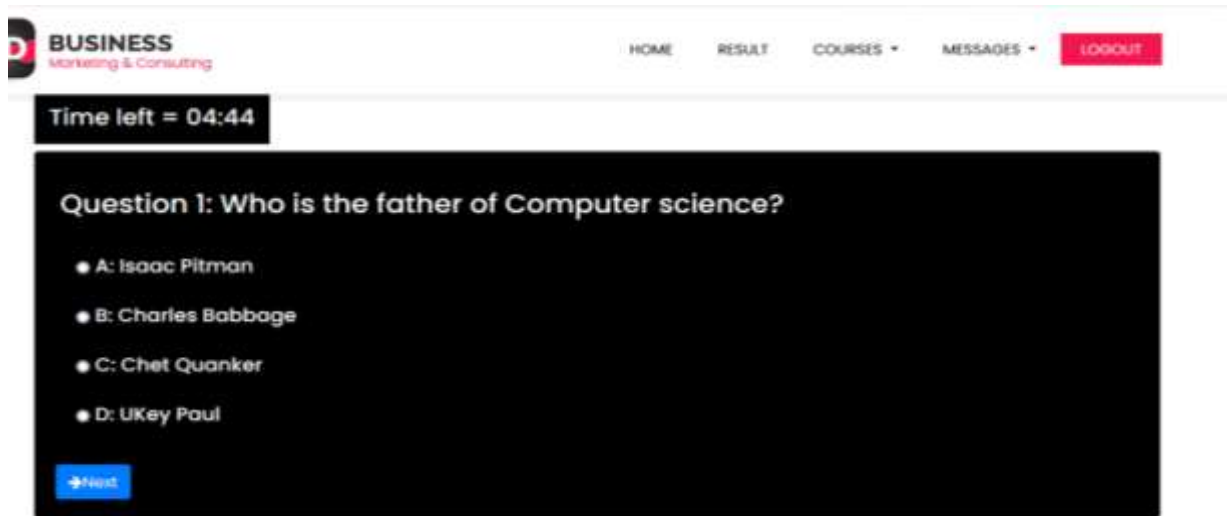 BUSINESS
Marketing & Consulting
HOME RESULT COURSES MESSAGES LOGOUT
Time left = 04:44
Question 1: Who is the father of Computer science?
A: Isaac Pitman
B: Charles Babbage
C: Chet Quanker
D: UKey Paul
Next